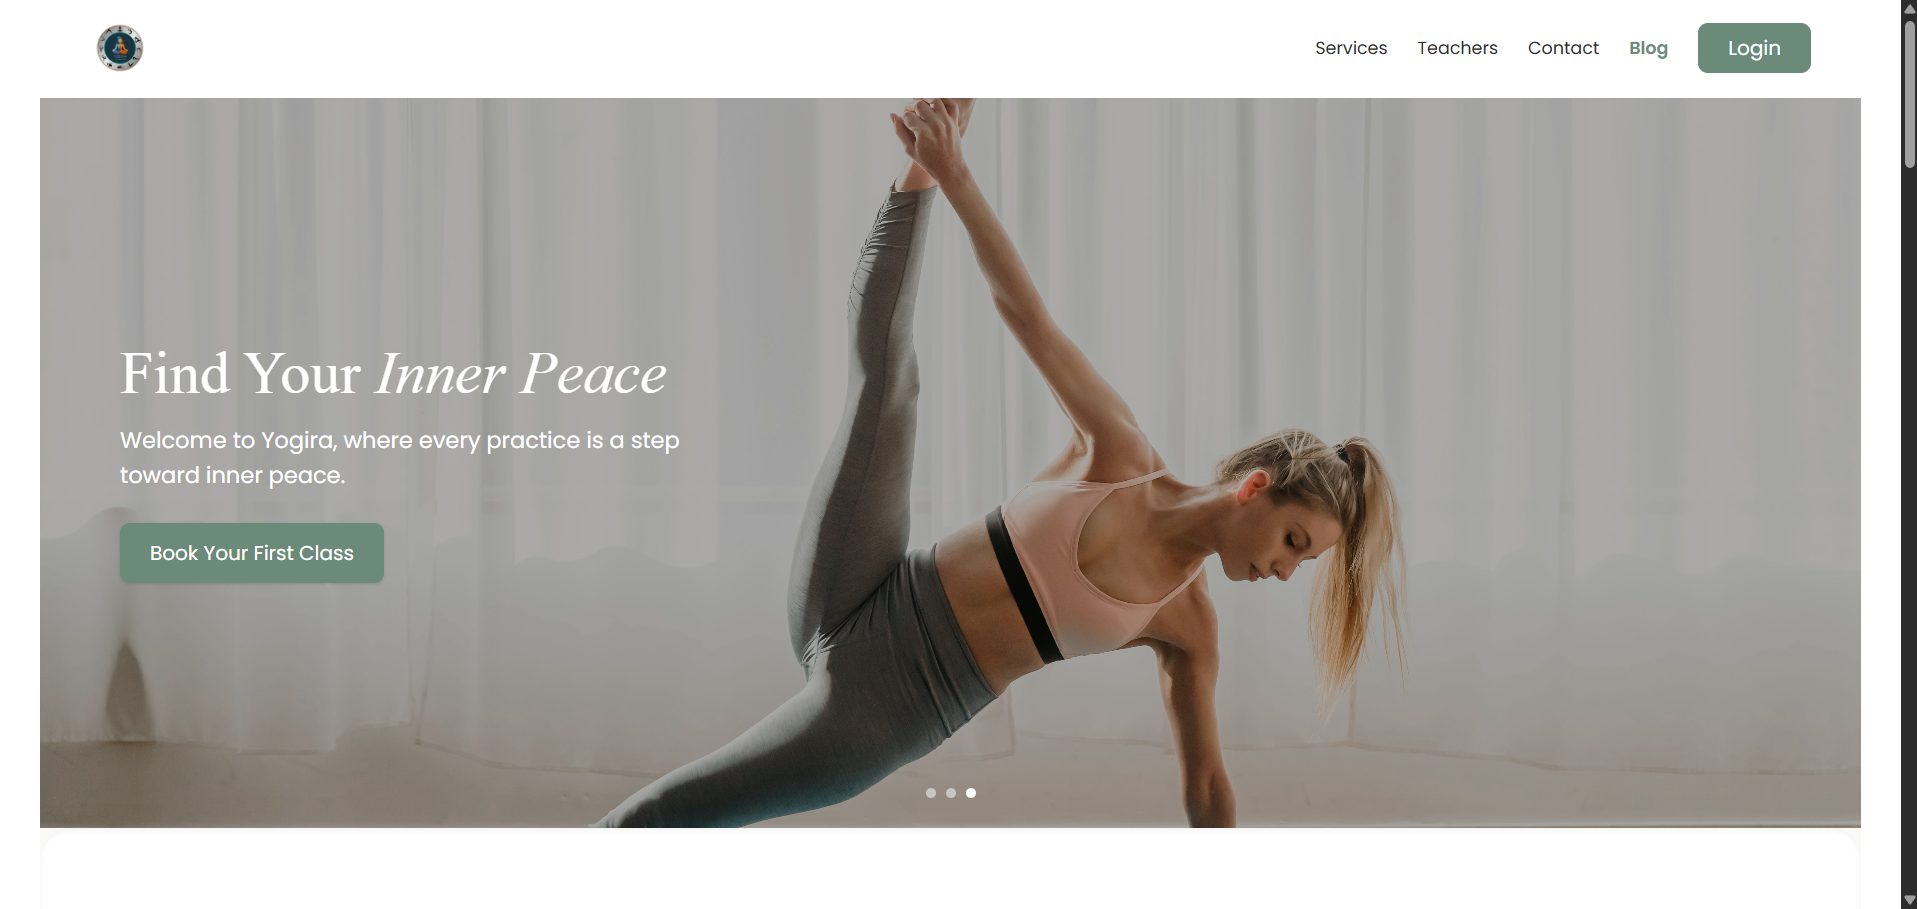 Services
Teachers
Contact
Blog
Login
Find Your Inner Peace
Welcome to Yogira, where every practice is a step
toward inner peace.
Book Your First Class